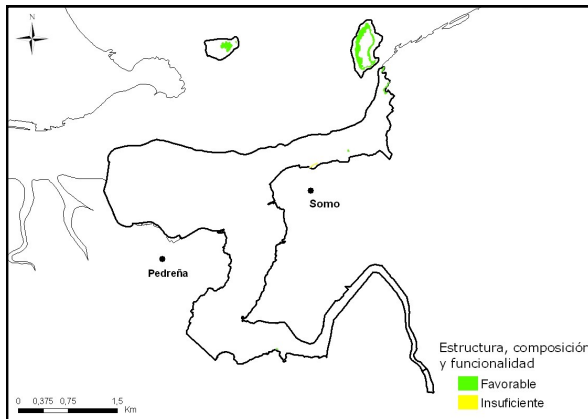 N
Somo
Pedreña
Estructura, composición
y funcionalidad
Favorable
Insuficiente
0 0,375 0,75 1,5
Km